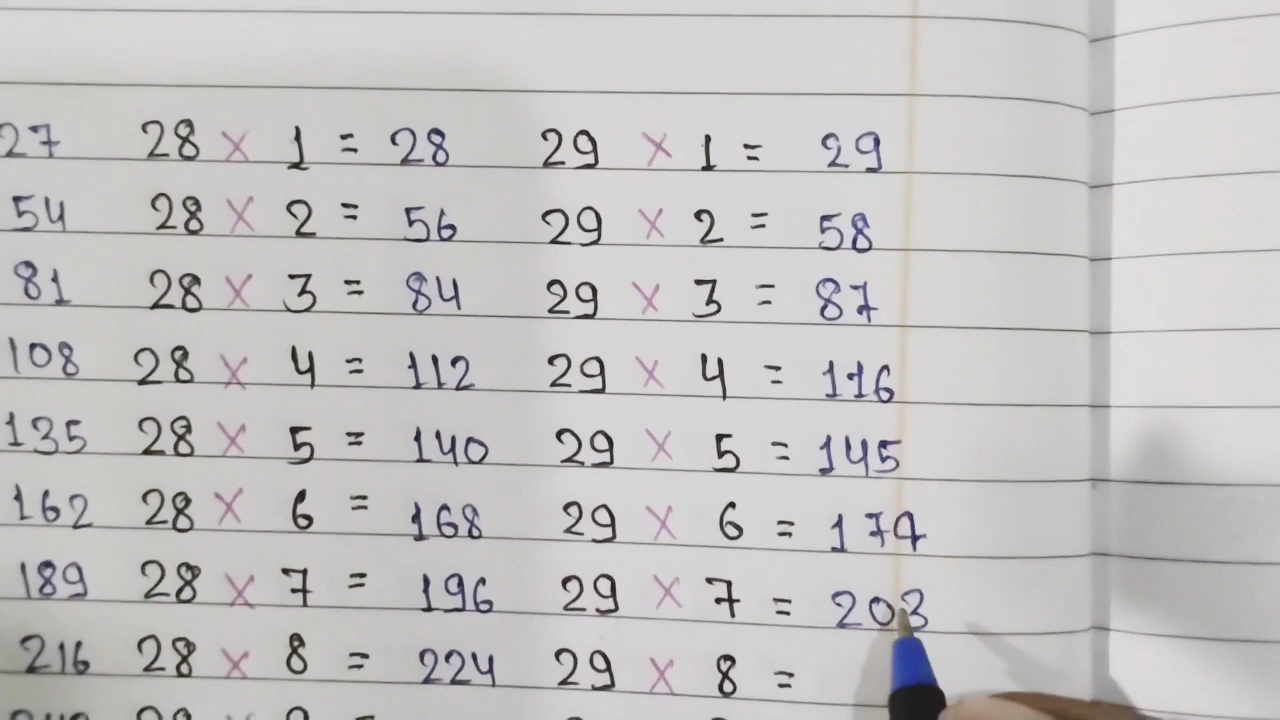 27 28 × 1 = 28 29 × 1 = 29
54 28 × 2 = 56 29 × 2 = 58
81 28 × 3 = 84 29 × 3 = 87
108 28 × 4 = 112 29 × 4 = 116
135 28 × 5 = 140 29 × 5 = 145
162 28 × 6 = 168 29 × 6 = 174
189 28 × 7 = 196 29 × 7 = 203
216 28 × 8 = 224 29 × 8 =